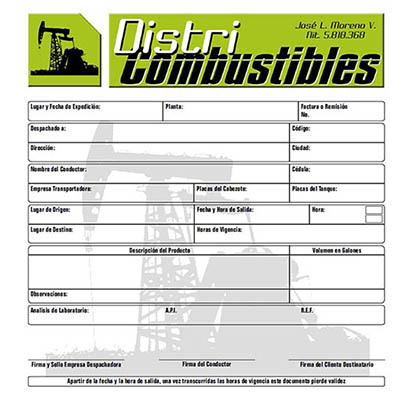 Distri
Combustibles
José L. Moreno V.
Nit. 5.818.368
Lugar y Fecha de Expedición: Planta: Factura o Remisión No.
Despachado a: Código:
Dirección: Ciudad:
Nombre del Conductor: Cédula:
Empresa Transportadora: Placas del Cabezote: Placas del Tanque:
Lugar de Origen: Fecha y Hora de Salida: Hora:
Lugar de Destino: Horas de Vigencia:
Descripción del Producto Volumen en Galones
Observaciones:
Analisis de Laboratorio: A.P.I. B.E.F.
Firma y Sello Empresa Despachadora Firma del Conductor Firma del Cliente Destinatario
Apartir de la fecha y la hora de salida, una vez transcurridas las horas de vigencia este documento pierde validez